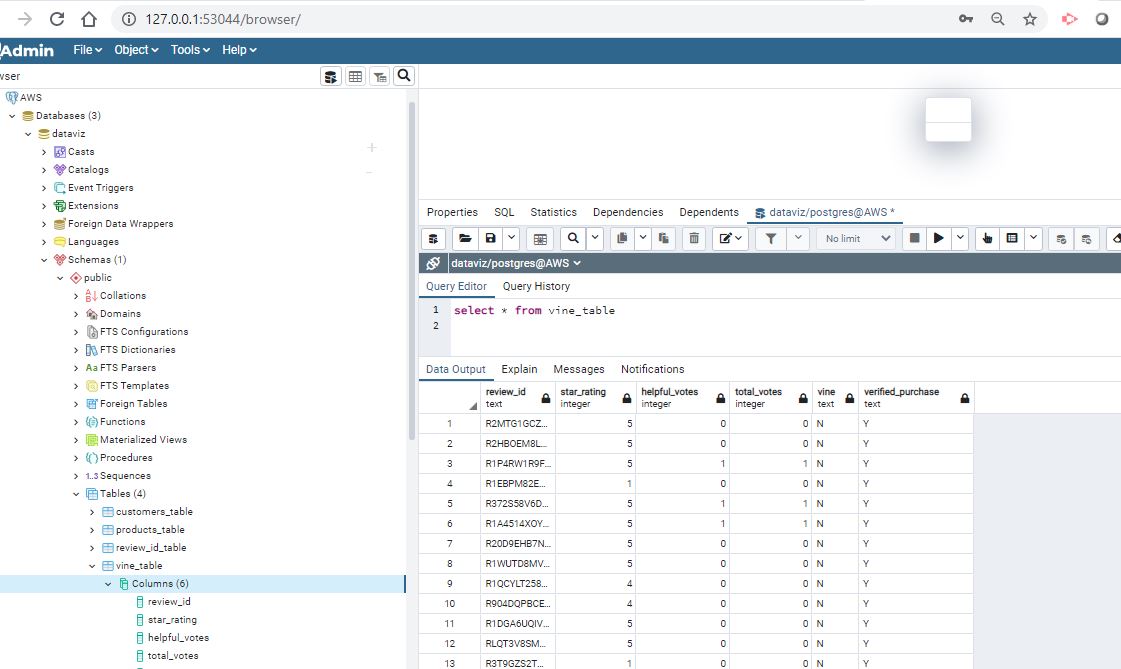 127.0.0.1:53044/browser/
Admin File Object Tools Help
wser
AWS
Databases (3)
dataviz
Casts
Catalogs
Event Triggers
Extensions
Foreign Data Wrappers
Languages
Schemas (1)
public
Collations
Domains
FTS Configurations
FTS Dictionaries
Aa FTS Parsers
FTS Templates
Foreign Tables
Functions
Materialized Views
Procedures
1..3 Sequences
Tables (4)
customers_table
products_table
review_id_table
vine_table
Columns (6)
review_id
star_rating
helpful_votes
total_votes
Properties SQL Statistics Dependencies Dependents dataviz/postgres@AWS *
No limit
dataviz/postgres@AWS
Query Editor Query History
1 select * from vine_table
2
Data Output Explain Messages Notifications
review_id star_rating helpful_votes total_votes vine verified_purchase
text integer integer integer text text
1 R2MTG1GCZ... 5 0 0 N Y
2 R2HBOEM8L... 5 0 0 N Y
3 R1P4RW1R9F... 5 1 1 N Y
4 R1EBPM82E... 1 0 0 N Y
5 R372S58V6D... 5 1 1 N Y
6 R1A4514XOY... 5 1 1 N Y
7 R20D9EHB7N... 5 0 0 N Y
8 R1WUTD8MV... 5 0 0 N Y
9 R1QCYLT258... 4 0 0 N Y
10 R904DQPBCE... 4 0 0 N Y
11 R1DGA6UQIV... 5 0 0 N Y
12 RLQT3V8SM... 5 0 0 N Y
13 R3T9GZS2T... 1 0 0 N Y